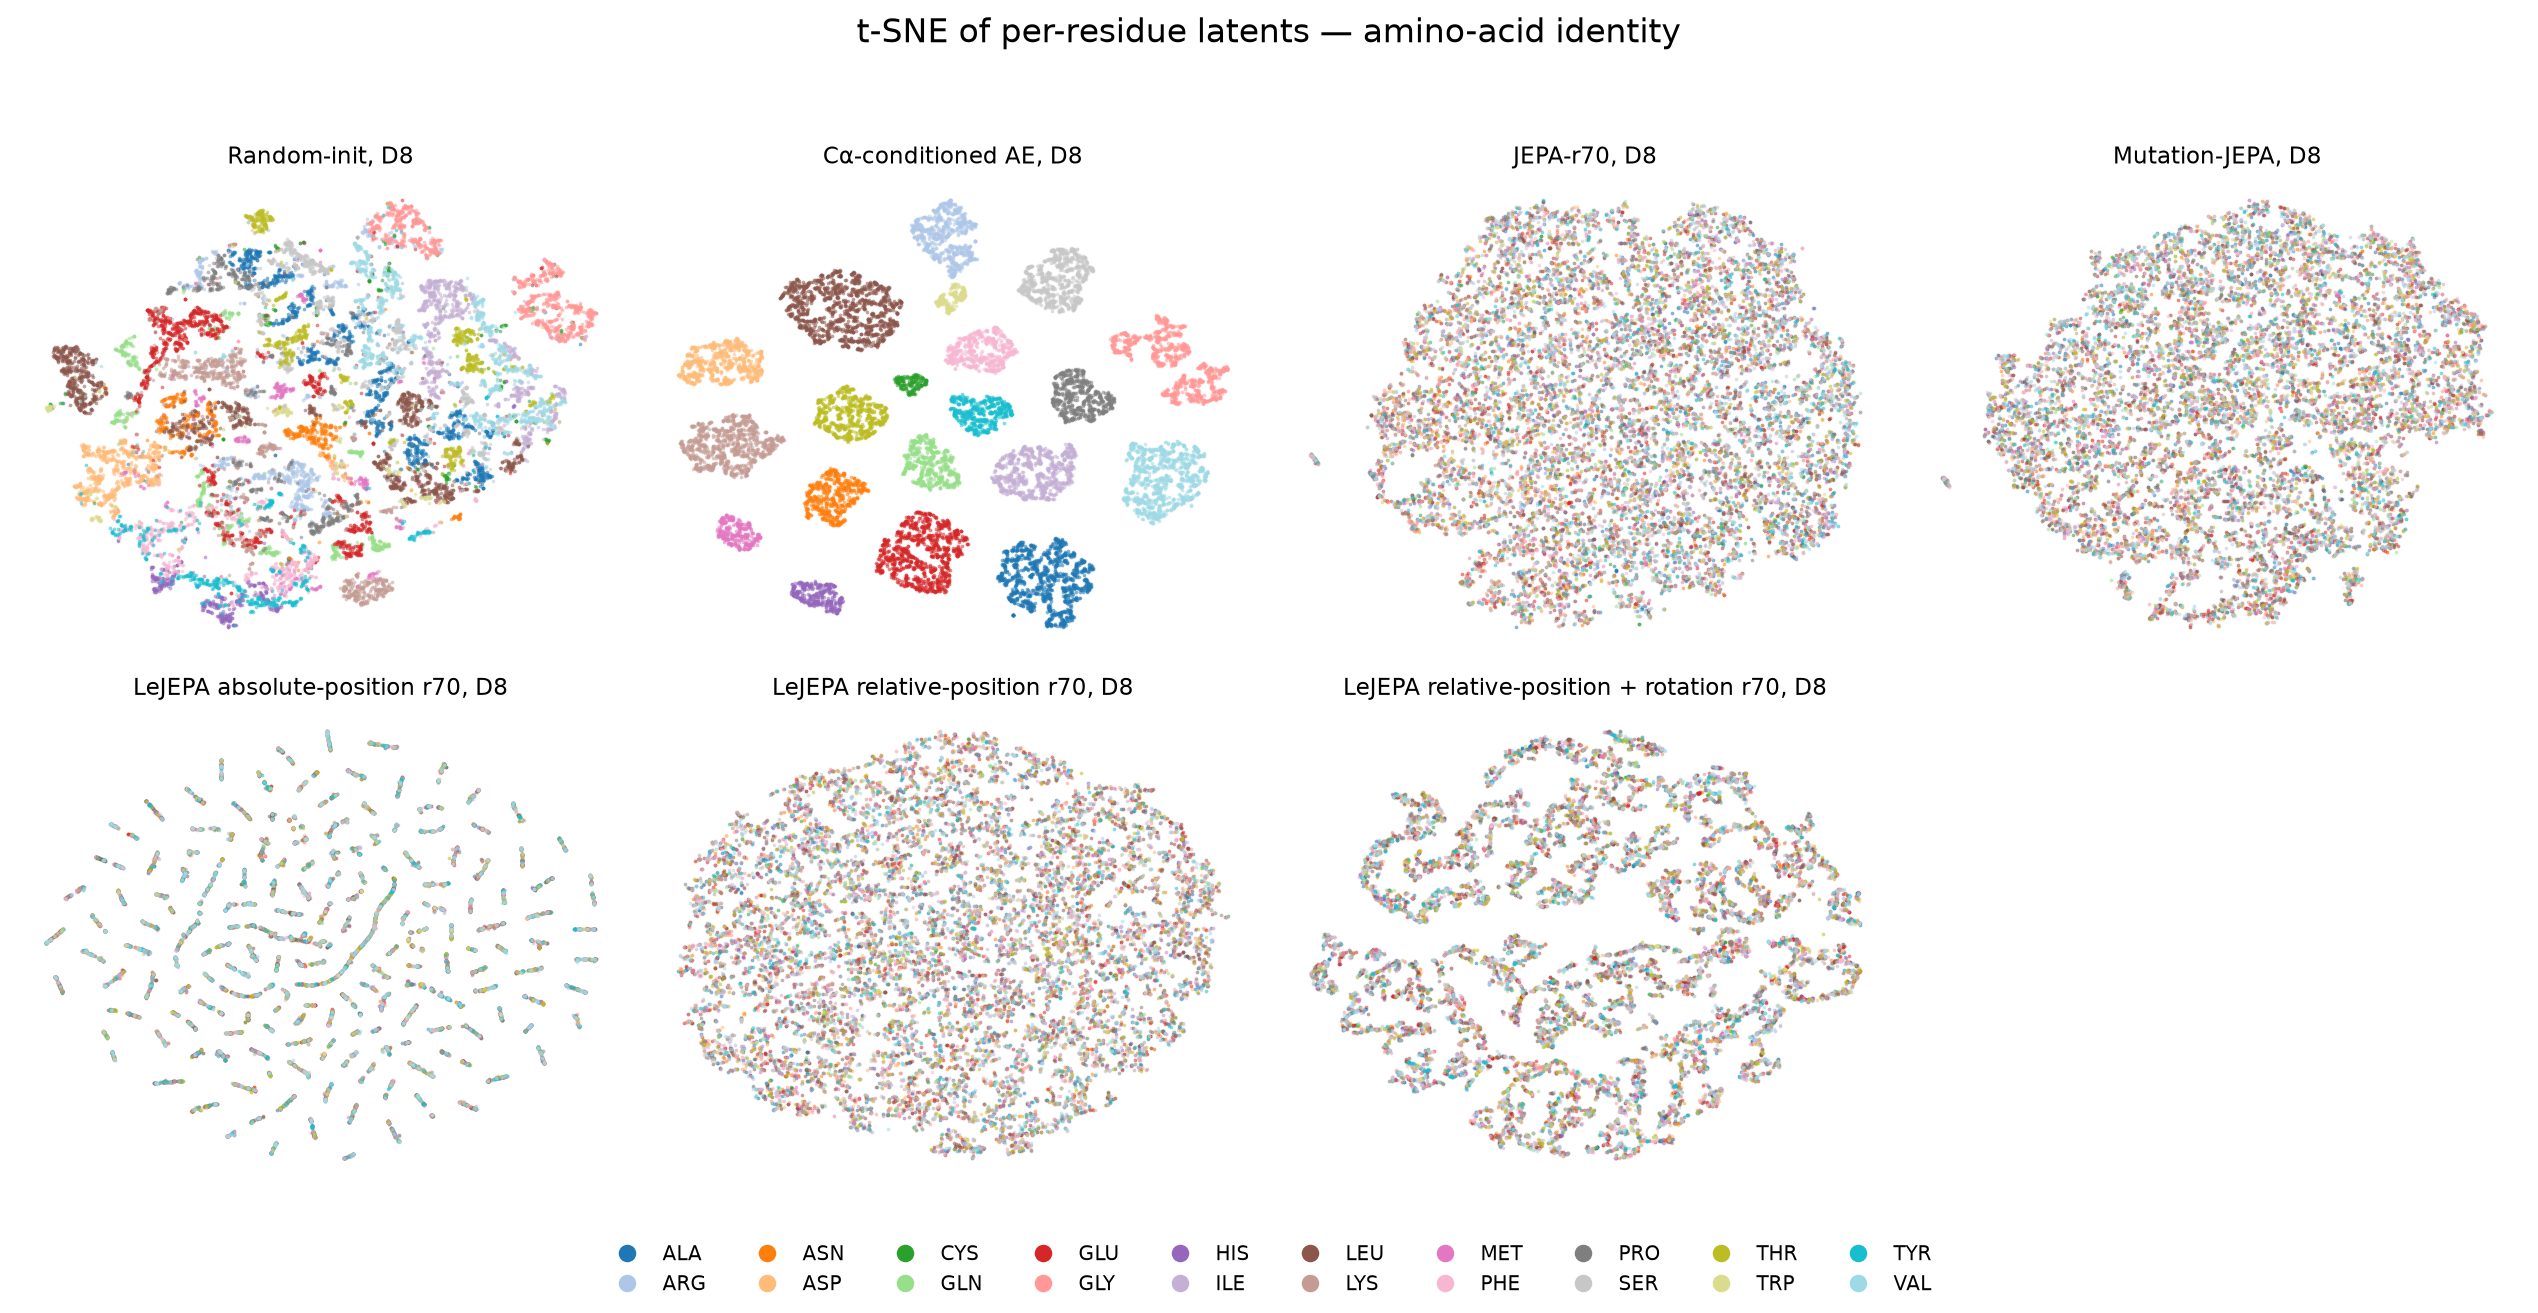 t-SNE of per-residue latents — amino-acid identity
Random-init, D8
Cα-conditioned AE, D8
JEPA-r70, D8
Mutation-JEPA, D8
LeJEPA absolute-position r70, D8
LeJEPA relative-position r70, D8
LeJEPA relative-position + rotation r70, D8
ALA ASN CYS GLU HIS LEU MET PRO THR TYR
ARG ASP GLN GLY ILE LYS PHE SER TRP VAL